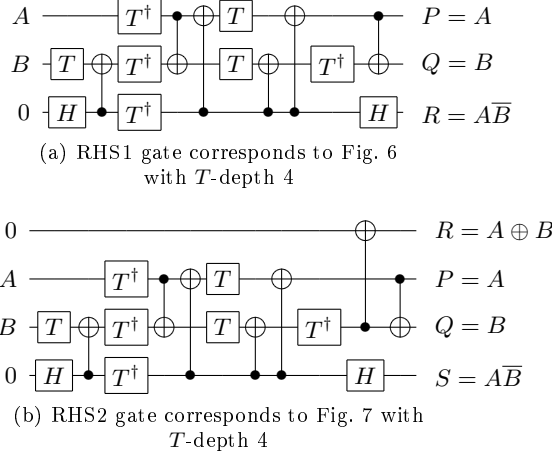 A T† T P = A
B T T† T T† Q = B
0 H T† H R = AB̅
(a) RHS1 gate corresponds to Fig. 6
with T-depth 4
0 R = A ⊕ B
A T† T P = A
B T T† T T† Q = B
0 H T† H S = AB̅
(b) RHS2 gate corresponds to Fig. 7 with
T-depth 4